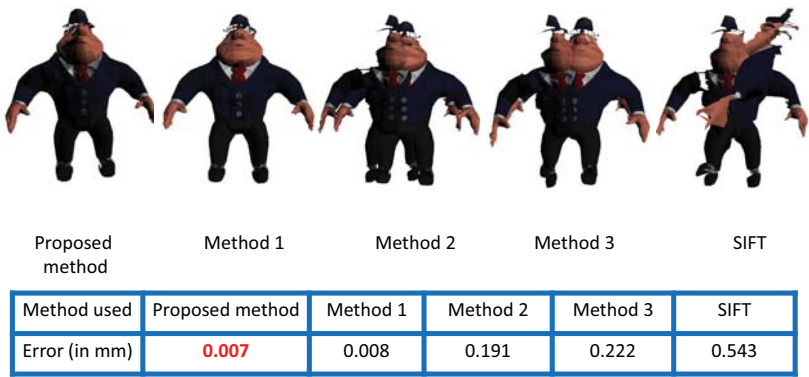 Proposed method
Method 1
Method 2
Method 3
SIFT
Method used Proposed method Method 1 Method 2 Method 3 SIFT
Error (in mm) 0.007 0.008 0.191 0.222 0.543